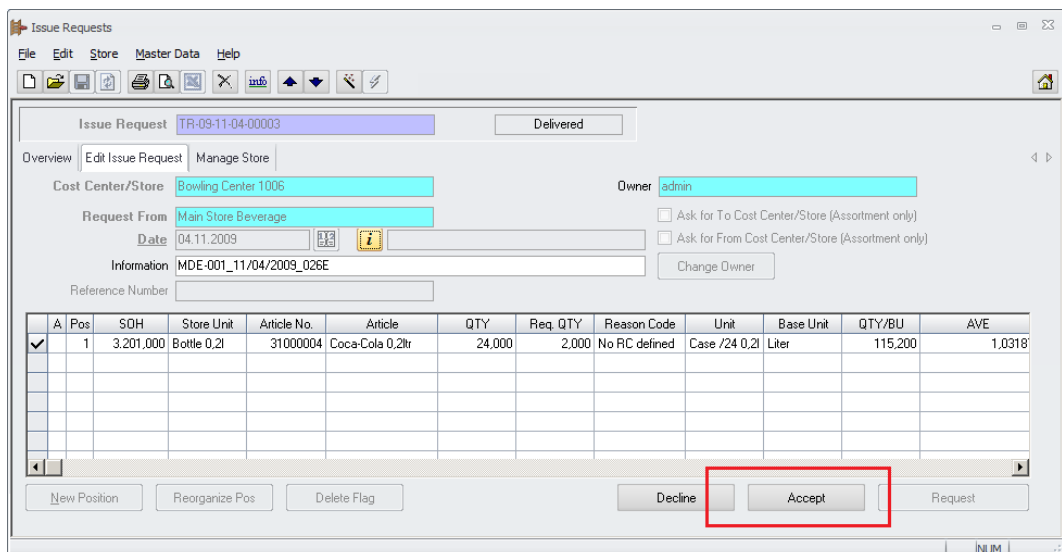 Issue Requests
File Edit Store Master Data Help
info
Issue Request TR-09-11-04-00003 Delivered
Overview Edit Issue Request Manage Store
Cost Center/Store Bowling Center 1006 Owner admin
Request From Main Store Beverage Ask for To Cost Center/Store (Assortment only)
Date 04.11.2009 i Ask for From Cost Center/Store (Assortment only)
Information MDE-001_11/04/2009_026E Change Owner
Reference Number
A Pos SOH Store Unit Article No. Article QTY Req. QTY Reason Code Unit Base Unit QTY/BU AVE
1 3.201,000 Bottle 0,2l 31000004 Coca-Cola 0,2ltr 24,000 2,000 No RC defined Case /24 0,2l Liter 115,200 1,0318
New Position Reorganize Pos Delete Flag Decline Accept Request
NUM